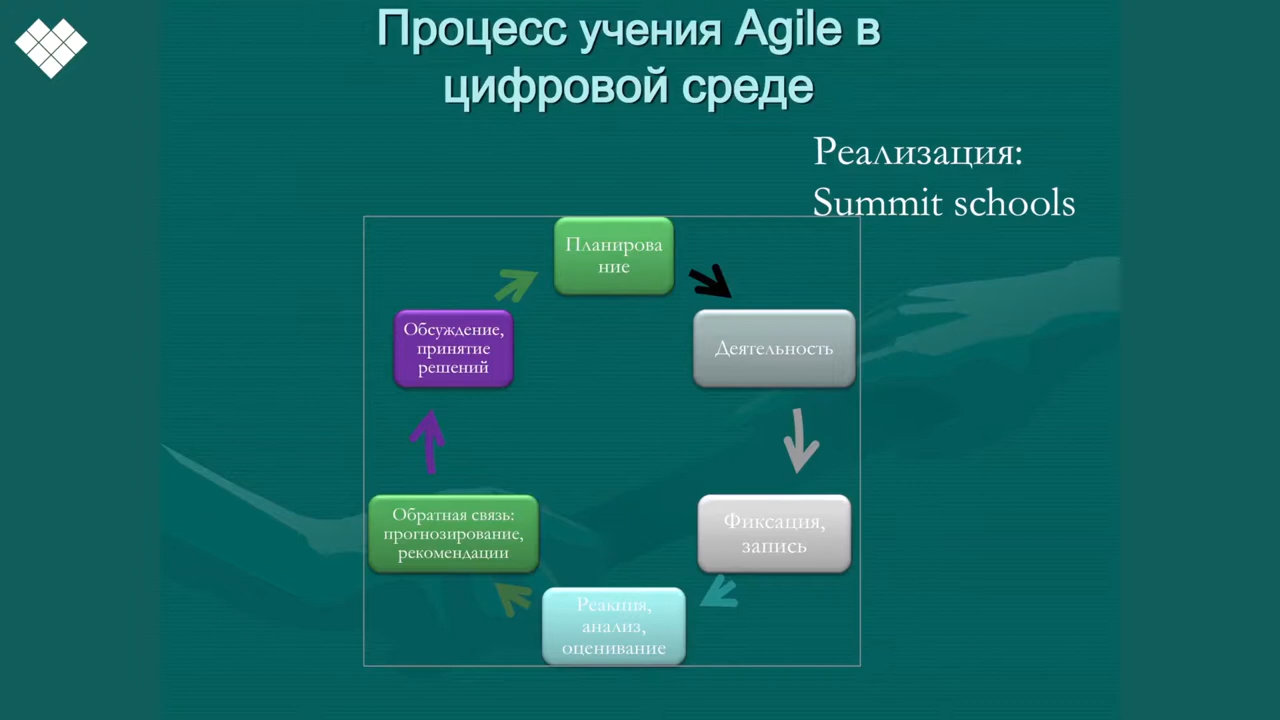 Процесс учения Agile в
цифровой среде
Реализация:
Summit schools
Планирова
ние
Деятельность
Фиксация,
запись
Реакция,
анализ,
оценивание
Обратная связь:
прогнозирование,
рекомендации
Обсуждение,
принятие
решений